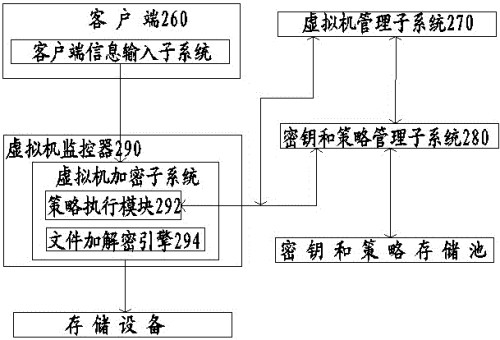 客户端260
客户端信息输入子系统
虚拟机管理子系统270
虚拟机监控器290
密钥和策略管理子系统280
虚拟机加密子系统
策略执行模块292
文件加解密引擎294
密钥和策略存储池
存储设备